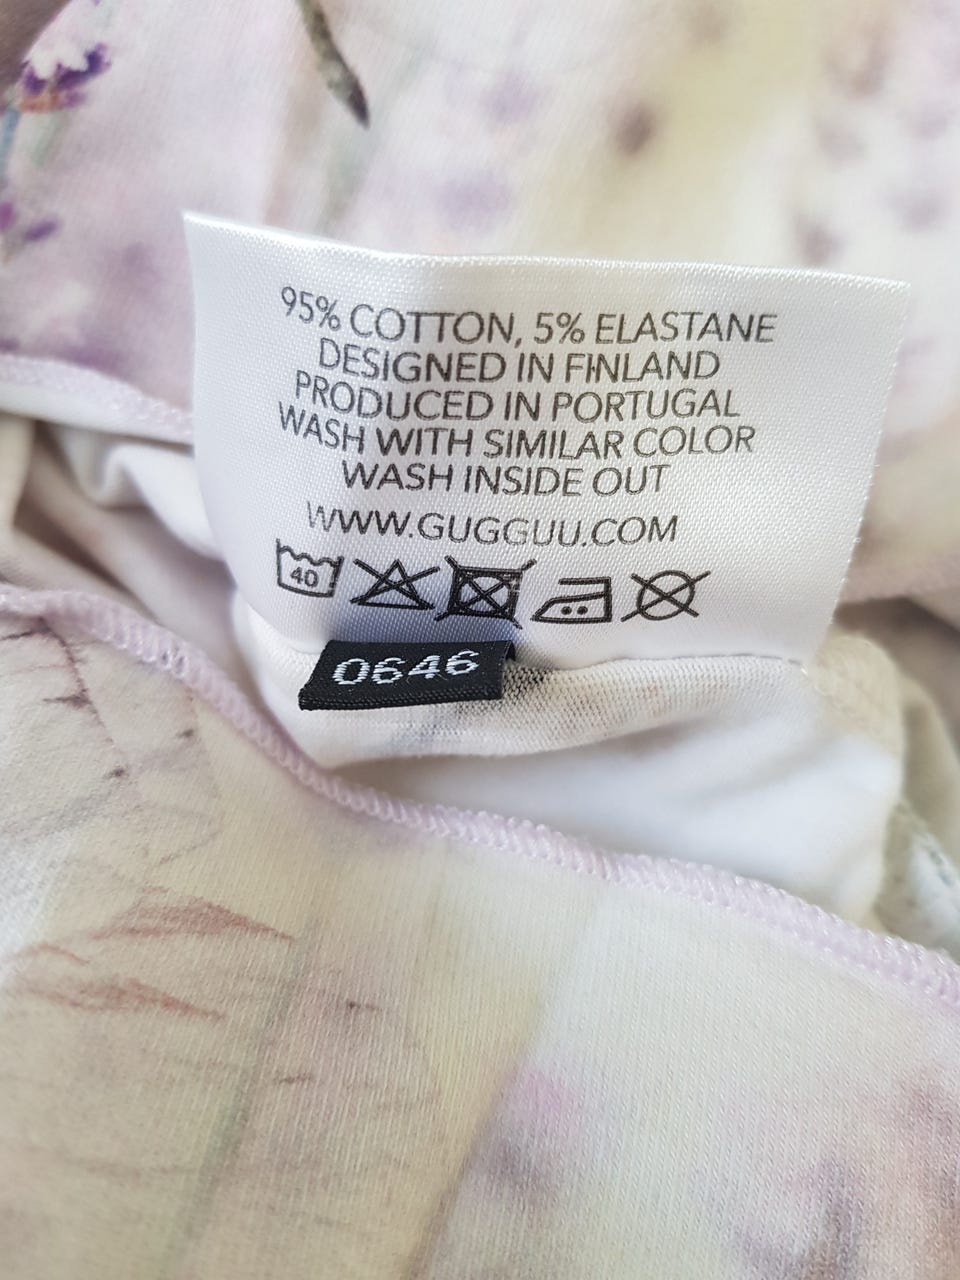 95% COTTON, 5% ELASTANE
DESIGNED IN FINLAND
PRODUCED IN PORTUGAL
WASH WITH SIMILAR COLOR
WASH INSIDE OUT
WWW.GUGGUU.COM
40
0646